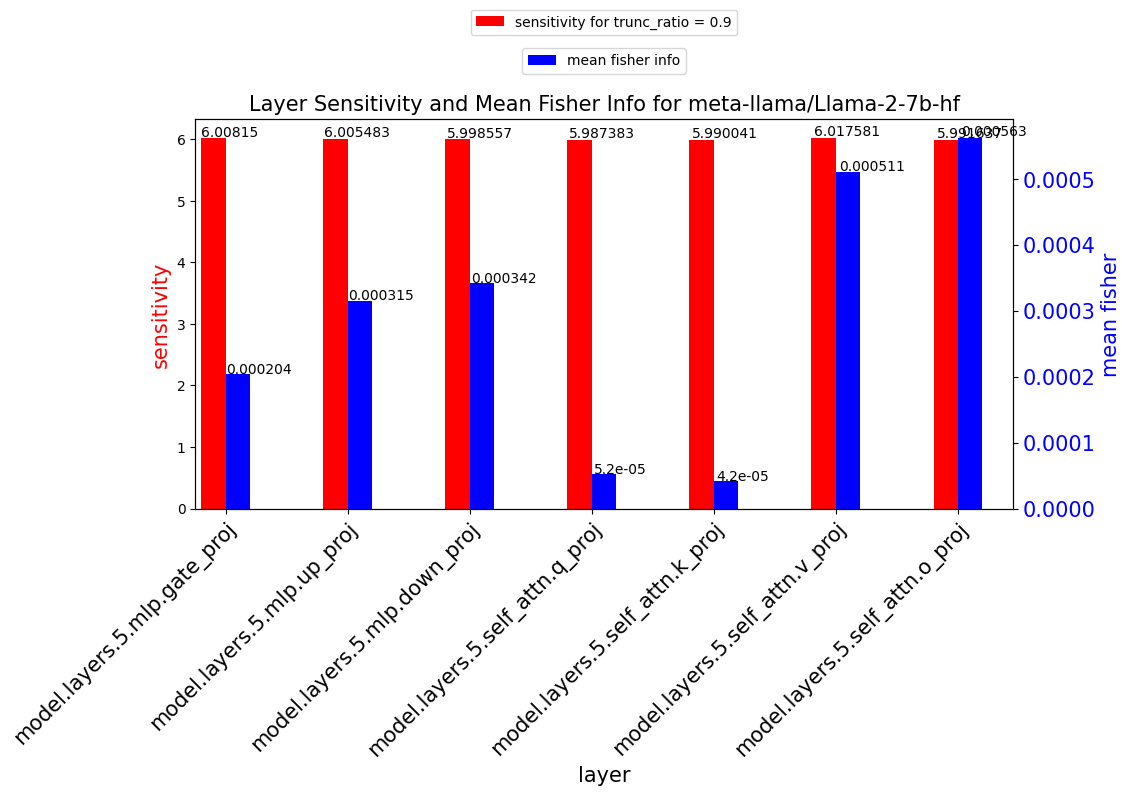 sensitivity for trunc_ratio = 0.9
mean fisher info
Layer Sensitivity and Mean Fisher Info for meta-llama/Llama-2-7b-hf
6.00815
6.005483
5.998557
5.987383
5.990041
6.017581
5.991637
0.000563
0.000511
0.000342
0.000315
0.000204
5.2e-05
4.2e-05
6
5
4
3
2
1
0
sensitivity
0.0005
0.0004
0.0003
0.0002
0.0001
0.0000
mean fisher
model.layers.5.mlp.gate_proj
model.layers.5.mlp.up_proj
model.layers.5.mlp.down_proj
model.layers.5.self_attn.q_proj
model.layers.5.self_attn.k_proj
model.layers.5.self_attn.v_proj
model.layers.5.self_attn.o_proj
layer